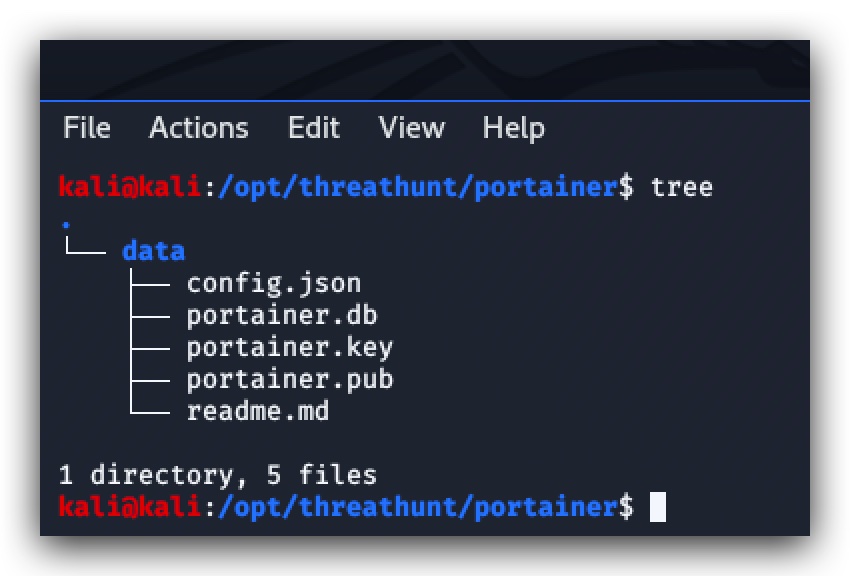 File Actions Edit View Help
kali@kali:/opt/threathunt/portainer$ tree
.
└── data
    ├── config.json
    ├── portainer.db
    ├── portainer.key
    ├── portainer.pub
    └── readme.md
1 directory, 5 files
kali@kali:/opt/threathunt/portainer$